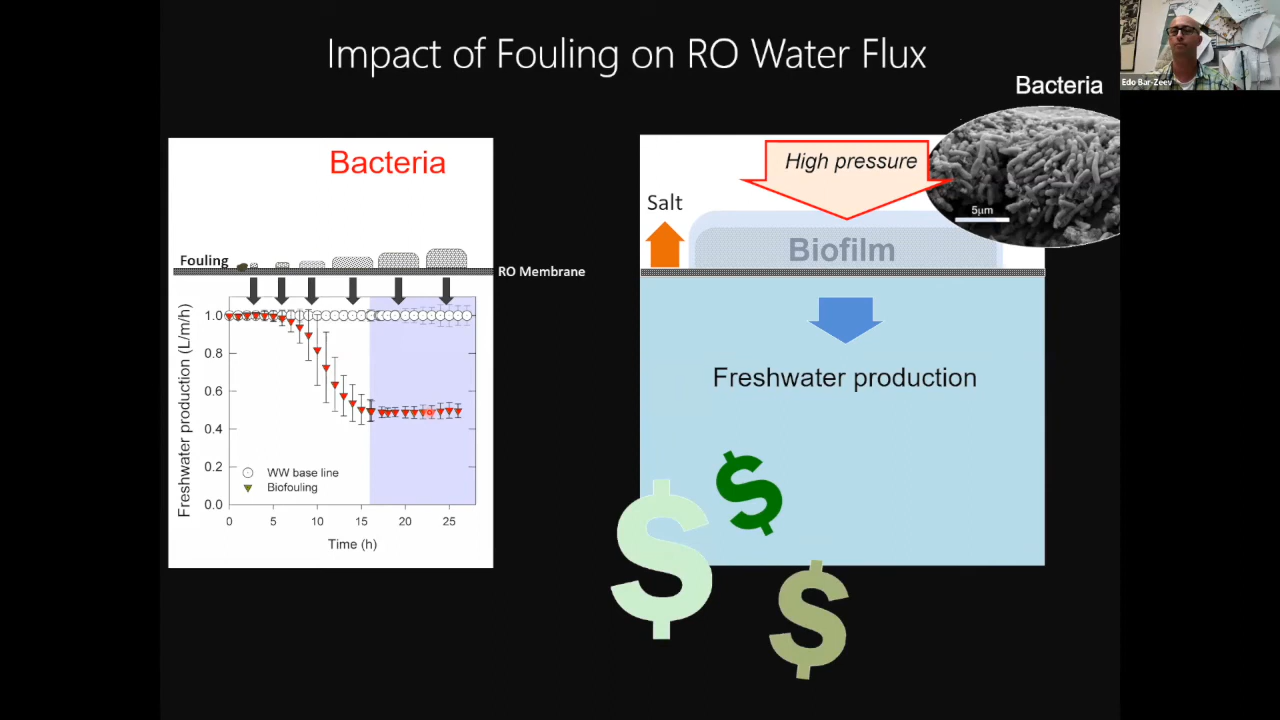 Impact of Fouling on RO Water Flux
Edo Bar-Zeev
Bacteria
Bacteria
Fouling
RO Membrane
Freshwater production (L/m/h)
1.0
0.8
0.6
0.4
0.2
0.0
WW base line
Biofouling
0 5 10 15 20 25
Time (h)
High pressure
Salt
5µm
Biofilm
Freshwater production
$
$
$